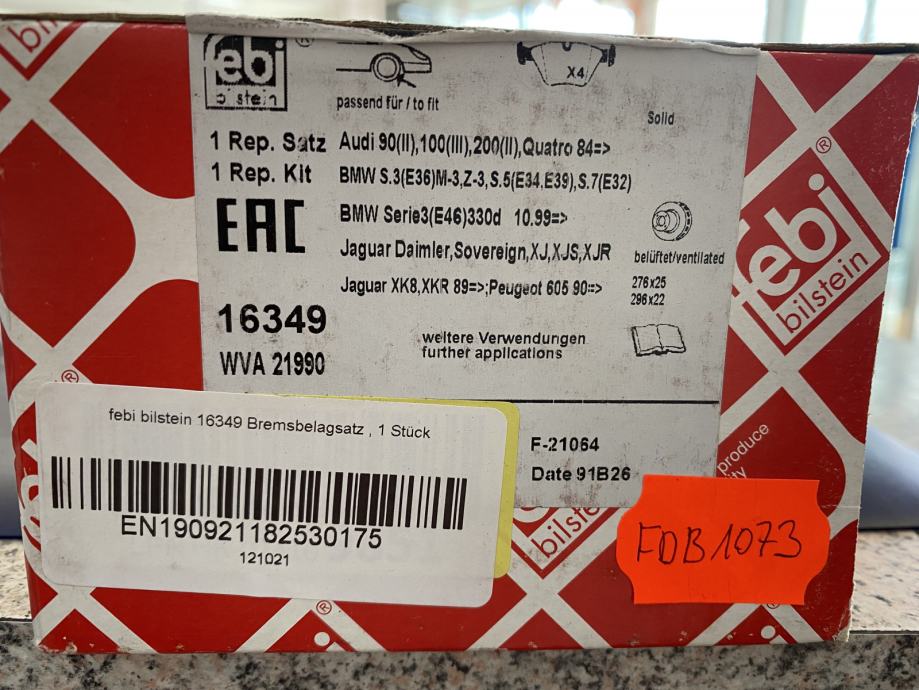 febi
bilstein
®
passend für / to fit
X4
Solid
1 Rep. Satz
1 Rep. Kit
EAC
Audi 90(II),100(III),200(II),Quatro 84=>
BMW S.3(E36)M-3,Z-3,S.5(E34.E39),S.7(E32)
BMW Serie3(E46)330d 10.99=>
Jaguar Daimler,Sovereign,XJ,XJS,XJR
Jaguar XK8,XKR 89=>;Peugeot 605 90=>
belüftet/ventilated
276x25
296x22
16349
WVA 21990
weitere Verwendungen
further applications
F-21064
Date 91B26
febi bilstein 16349 Bremsbelagsatz , 1 Stück
EN190921182530175
121021
FDB1073
febi
bilstein
®
produce
bilstein
®
®